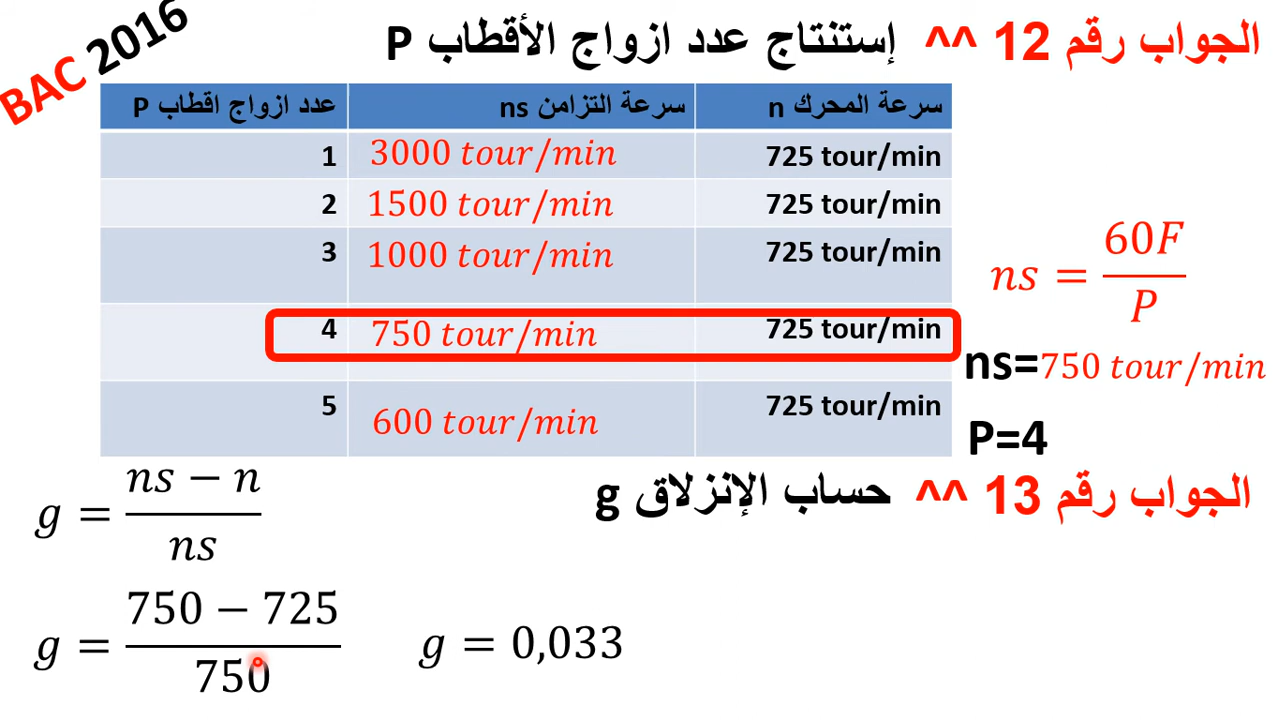 BAC 2016
الجواب رقم 12 ^^ إستنتاج عدد ازواج الأقطاب P
عدد ازواج اقطاب P سرعة التزامن ns سرعة المحرك n
1 3000 tour/min 725 tour/min
2 1500 tour/min 725 tour/min
3 1000 tour/min 725 tour/min
4 750 tour/min 725 tour/min
5 600 tour/min 725 tour/min
ns = 60F / P
ns=750 tour/min
P=4
الجواب رقم 13 ^^ حساب الإنزلاق g
g = ns − n / ns
g = 750 − 725 / 750
g = 0,033